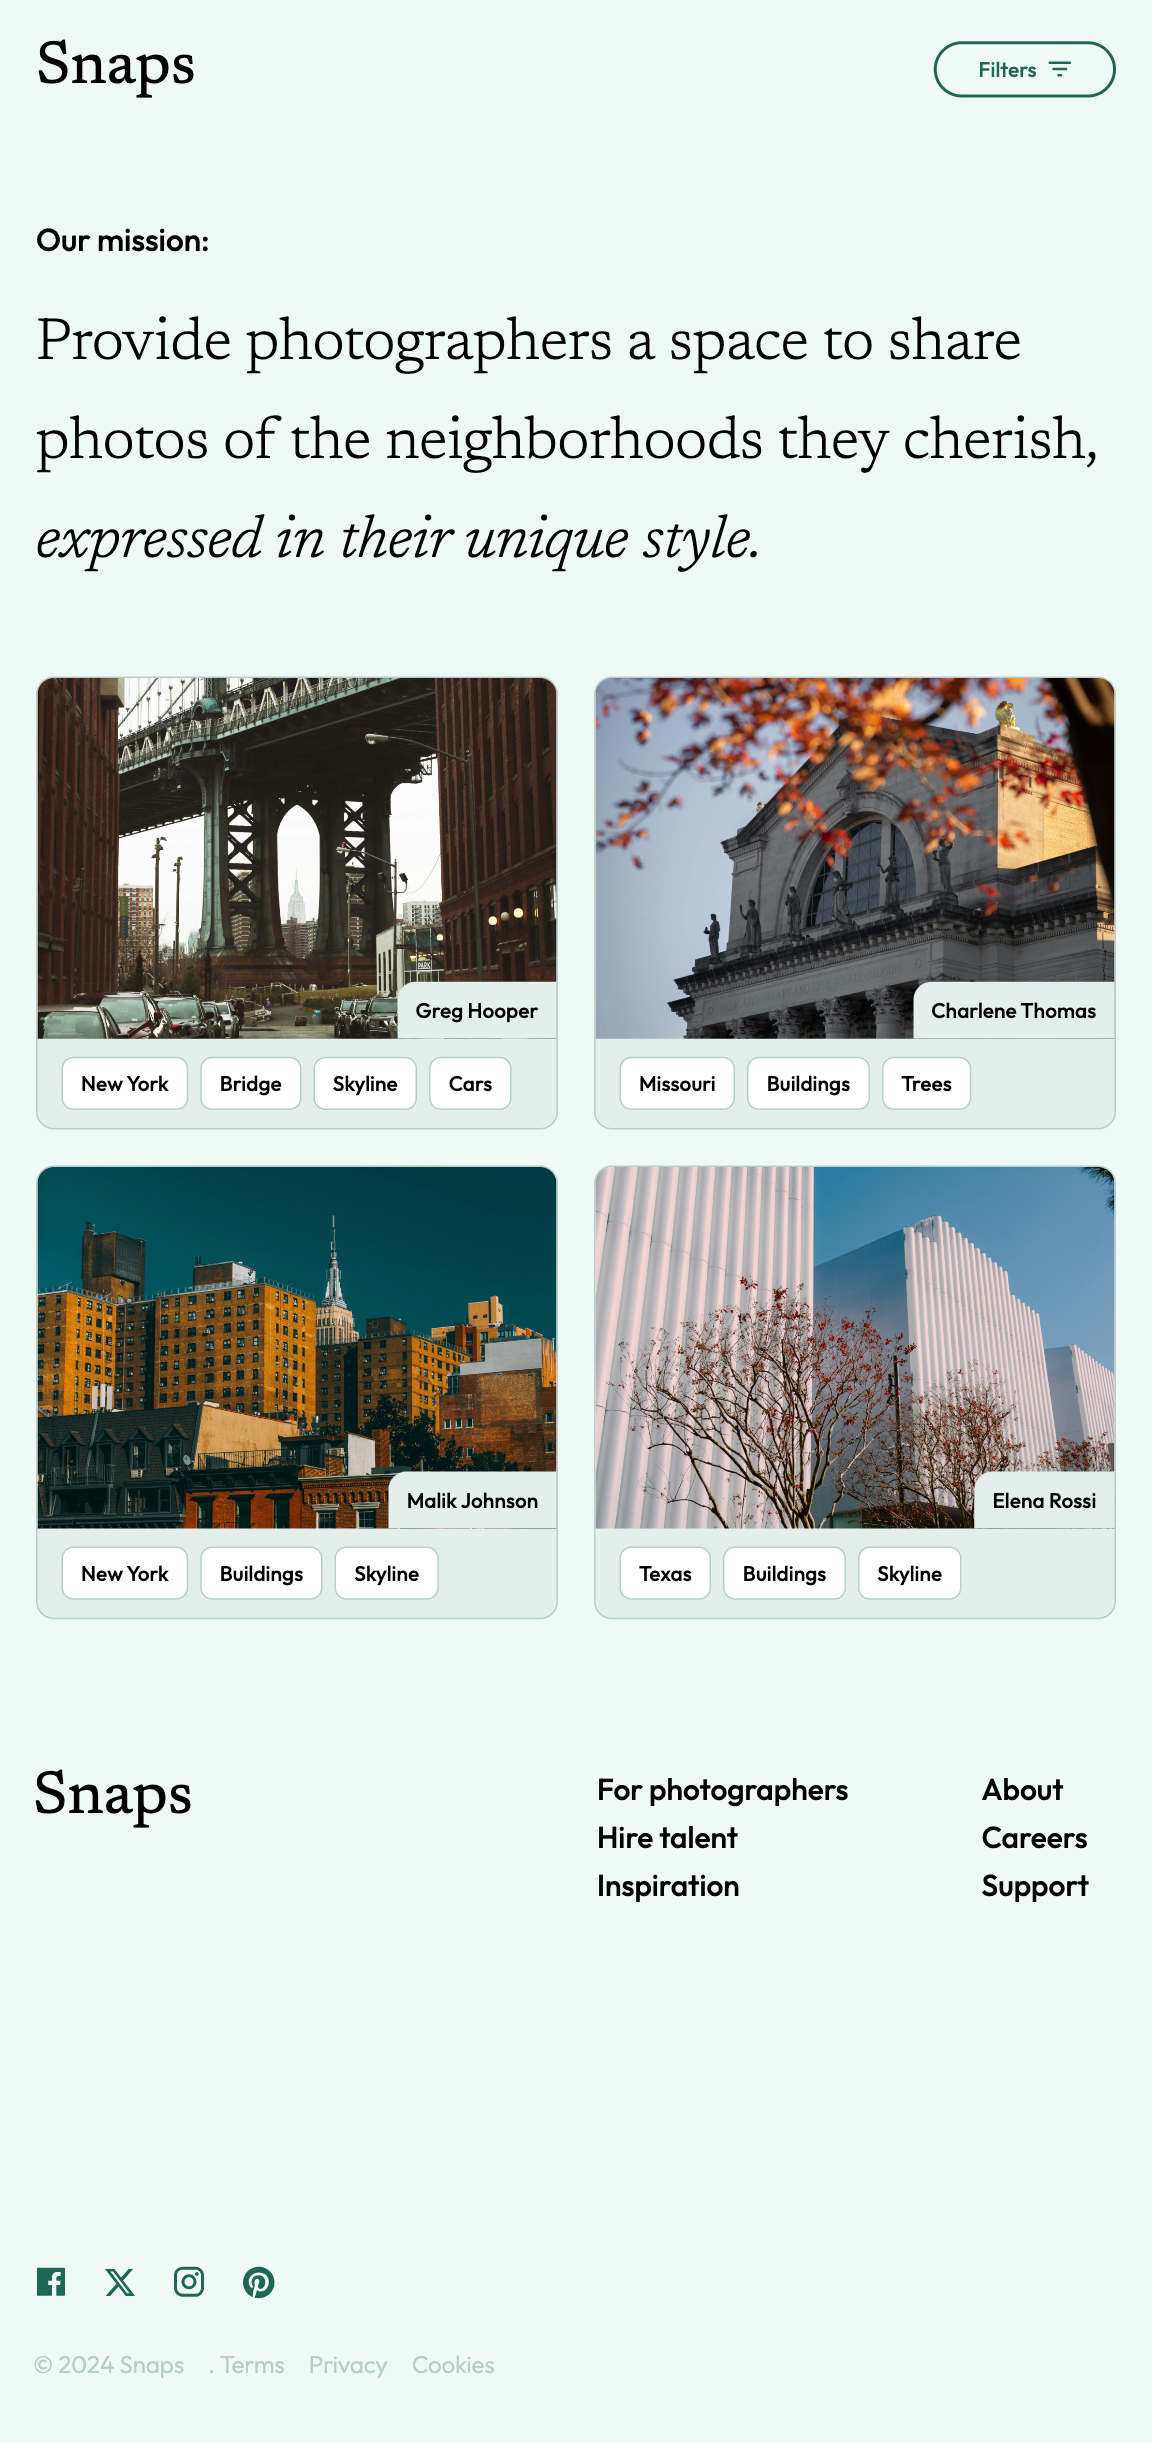 Snaps
Filters
Our mission:
Provide photographers a space to share
photos of the neighborhoods they cherish,
expressed in their unique style.
PARK
Greg Hooper
Charlene Thomas
New York
Bridge
Skyline
Cars
Missouri
Buildings
Trees
Malik Johnson
Elena Rossi
New York
Buildings
Skyline
Texas
Buildings
Skyline
Snaps
For photographers
Hire talent
Inspiration
About
Careers
Support
© 2024 Snaps . Terms Privacy Cookies